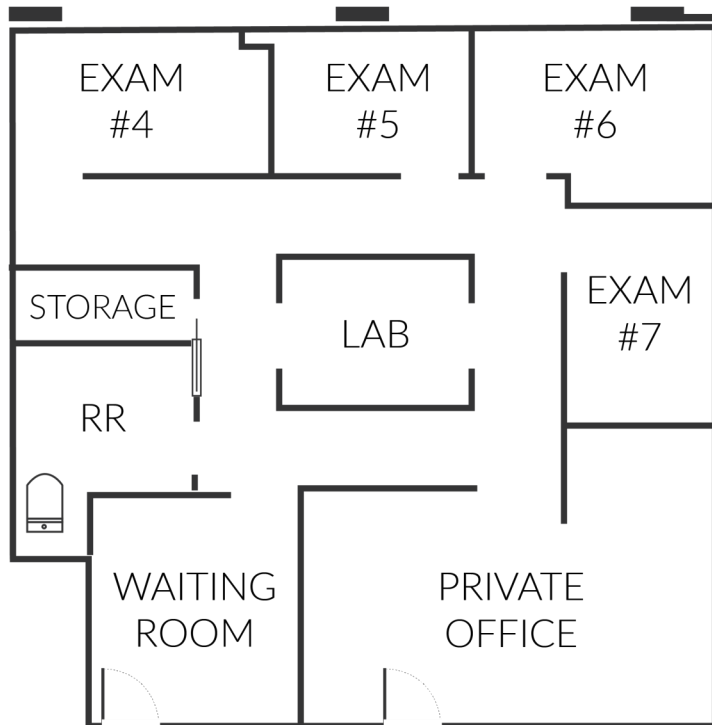 EXAM
#4
EXAM
#5
EXAM
#6
STORAGE
LAB
EXAM
#7
RR
WAITING
ROOM
PRIVATE
OFFICE